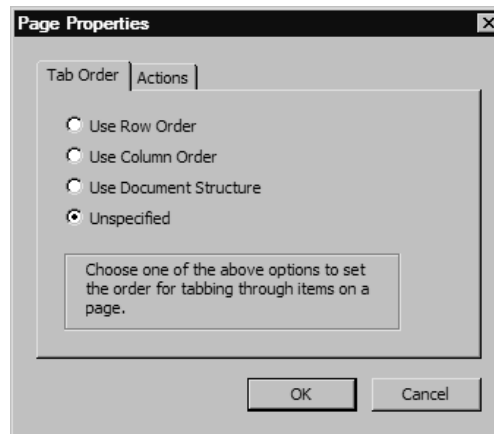 Page Properties
Tab Order
Actions
Use Row Order
Use Column Order
Use Document Structure
Unspecified
Choose one of the above options to set
the order for tabbing through items on a
page.
OK
Cancel